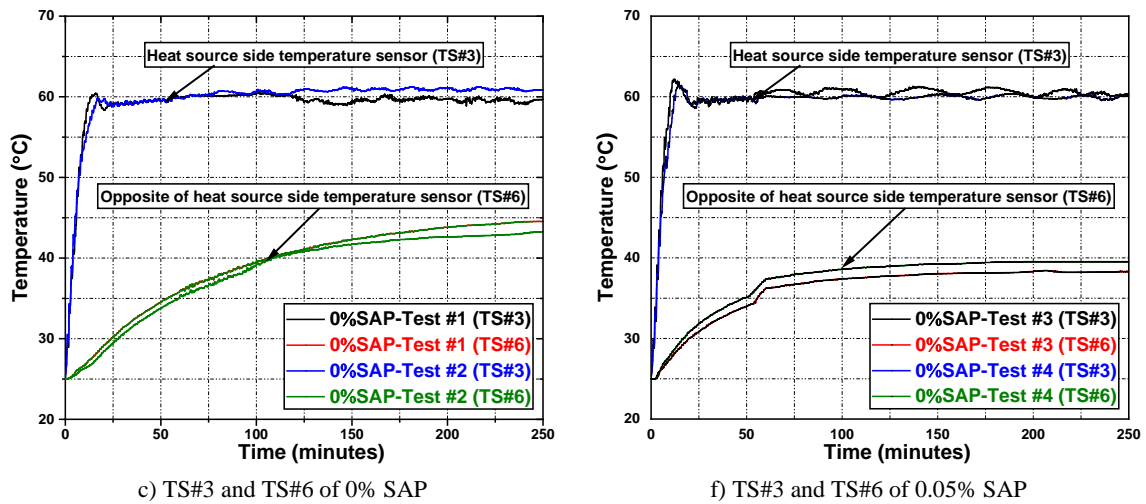 70
60
50
40
30
20
Temperature (°C)
Heat source side temperature sensor (TS#3)
Opposite of heat source side temperature sensor (TS#6)
0%SAP-Test #1 (TS#3)
0%SAP-Test #1 (TS#6)
0%SAP-Test #2 (TS#3)
0%SAP-Test #2 (TS#6)
0 50 100 150 200 250
Time (minutes)
c) TS#3 and TS#6 of 0% SAP
70
60
50
40
30
20
Temperature (°C)
Heat source side temperature sensor (TS#3)
Opposite of heat source side temperature sensor (TS#6)
0%SAP-Test #3 (TS#3)
0%SAP-Test #3 (TS#6)
0%SAP-Test #4 (TS#3)
0%SAP-Test #4 (TS#6)
0 50 100 150 200 250
Time (minutes)
f) TS#3 and TS#6 of 0.05% SAP